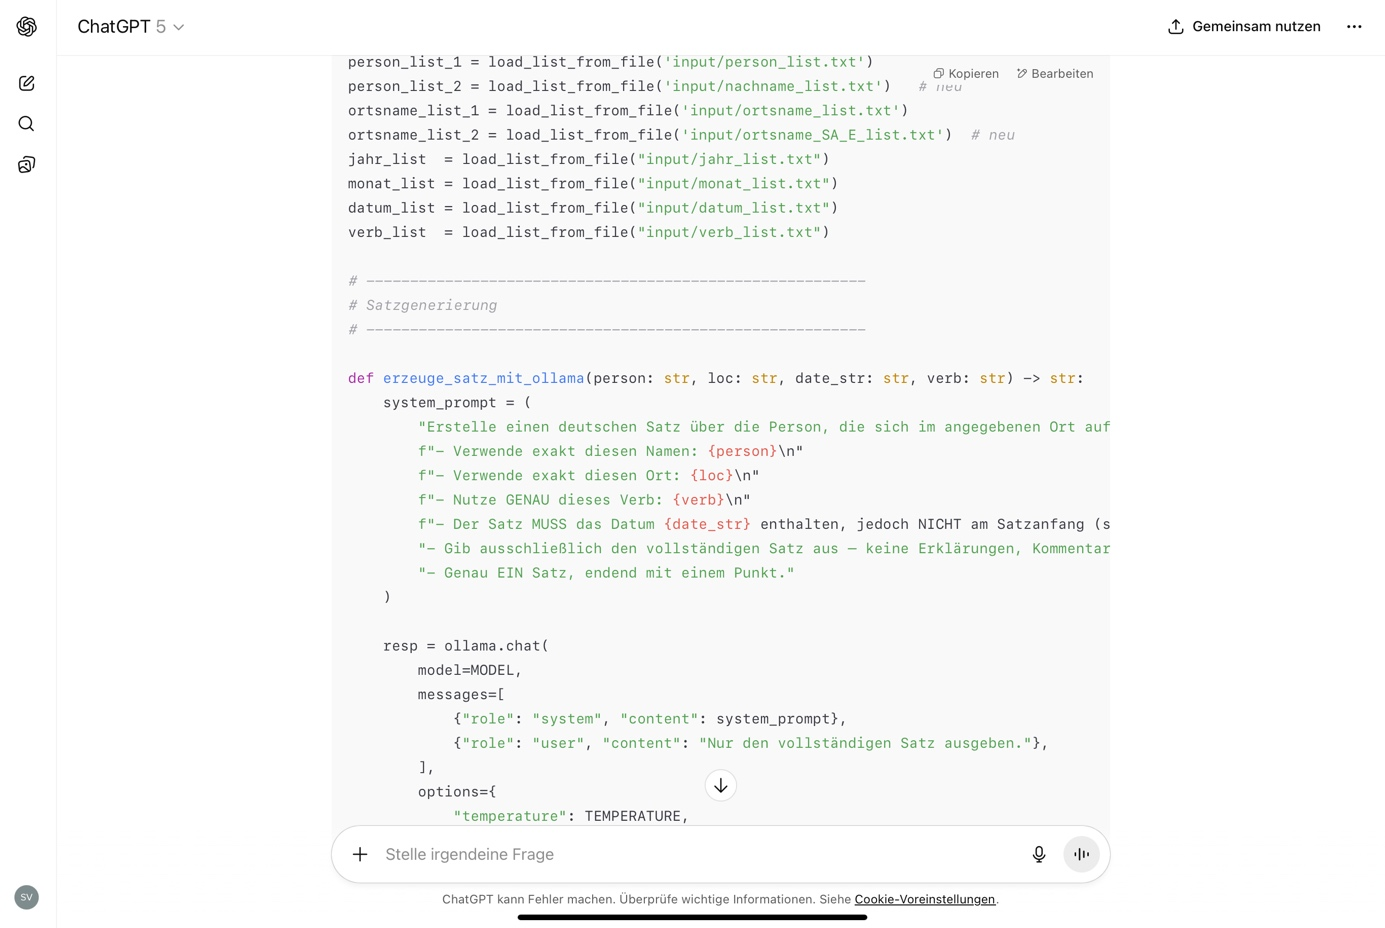 ChatGPT 5
Gemeinsam nutzen
person_list_1 = load_list_from_file('input/person_list.txt')
Kopieren Bearbeiten
person_list_2 = load_list_from_file('input/nachname_list.txt')   # neu
ortsname_list_1 = load_list_from_file('input/ortsname_list.txt')
ortsname_list_2 = load_list_from_file('input/ortsname_SA_E_list.txt')  # neu
jahr_list  = load_list_from_file("input/jahr_list.txt")
monat_list = load_list_from_file("input/monat_list.txt")
datum_list = load_list_from_file("input/datum_list.txt")
verb_list  = load_list_from_file("input/verb_list.txt")
# ---------------------------------------------------------
# Satzgenerierung
# ---------------------------------------------------------
def erzeuge_satz_mit_ollama(person: str, loc: str, date_str: str, verb: str) -> str:
    system_prompt = (
        "Erstelle einen deutschen Satz über die Person, die sich im angegebenen Ort auf
        f"- Verwende exakt diesen Namen: {person}\n"
        f"- Verwende exakt diesen Ort: {loc}\n"
        f"- Nutze GENAU dieses Verb: {verb}\n"
        f"- Der Satz MUSS das Datum {date_str} enthalten, jedoch NICHT am Satzanfang (s
        "- Gib ausschließlich den vollständigen Satz aus – keine Erklärungen, Kommentar
        "- Genau EIN Satz, endend mit einem Punkt."
    )
    resp = ollama.chat(
        model=MODEL,
        messages=[
            {"role": "system", "content": system_prompt},
            {"role": "user", "content": "Nur den vollständigen Satz ausgeben."},
        ],
        options={
            "temperature": TEMPERATURE,
Stelle irgendeine Frage
SV
ChatGPT kann Fehler machen. Überprüfe wichtige Informationen. Siehe Cookie-Voreinstellungen.